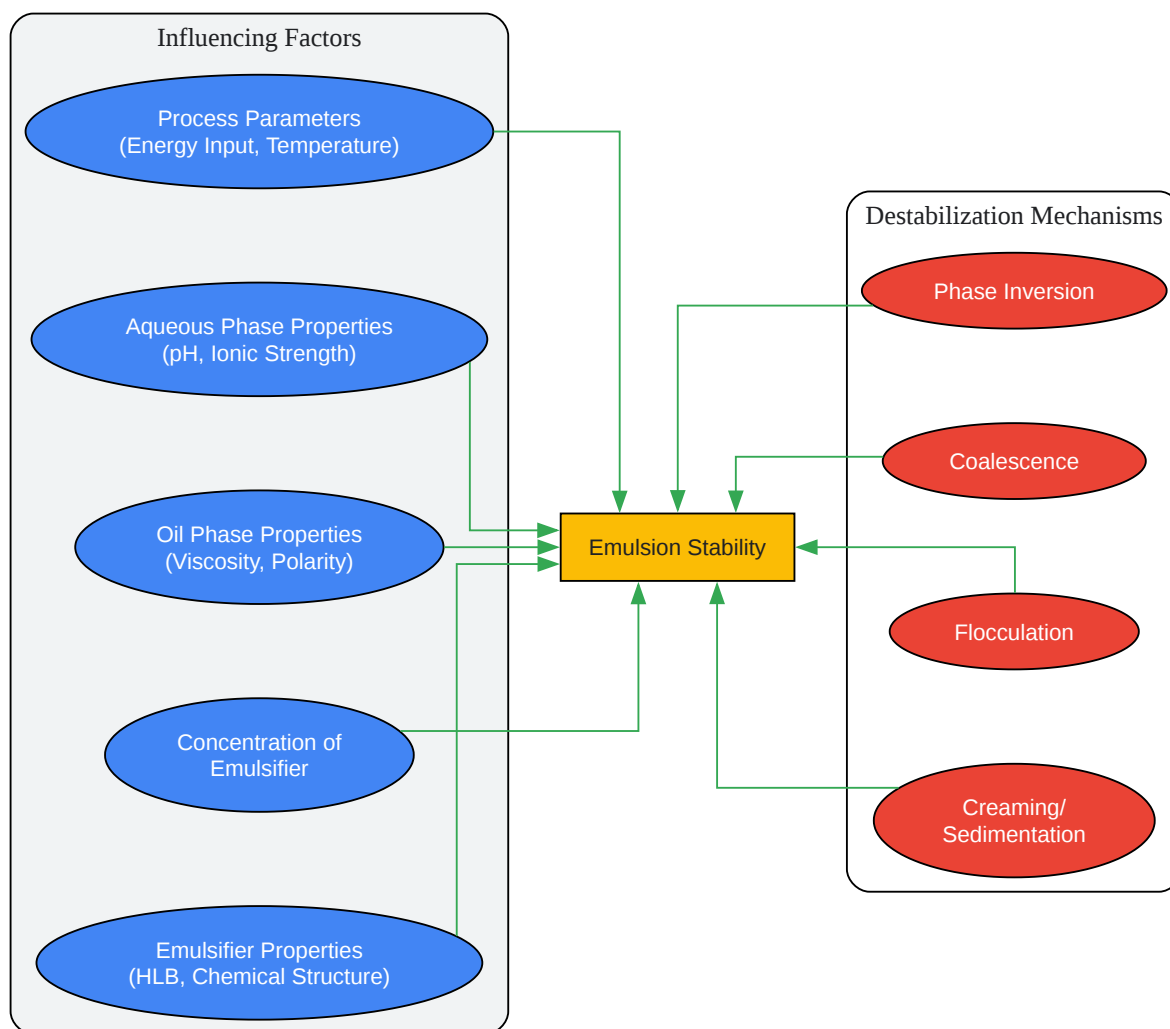 Influencing Factors
Process Parameters
(Energy Input, Temperature)
Aqueous Phase Properties
(pH, Ionic Strength)
Oil Phase Properties
(Viscosity, Polarity)
Concentration of
Emulsifier
Emulsifier Properties
(HLB, Chemical Structure)
Emulsion Stability
Destabilization Mechanisms
Phase Inversion
Coalescence
Flocculation
Creaming/
Sedimentation